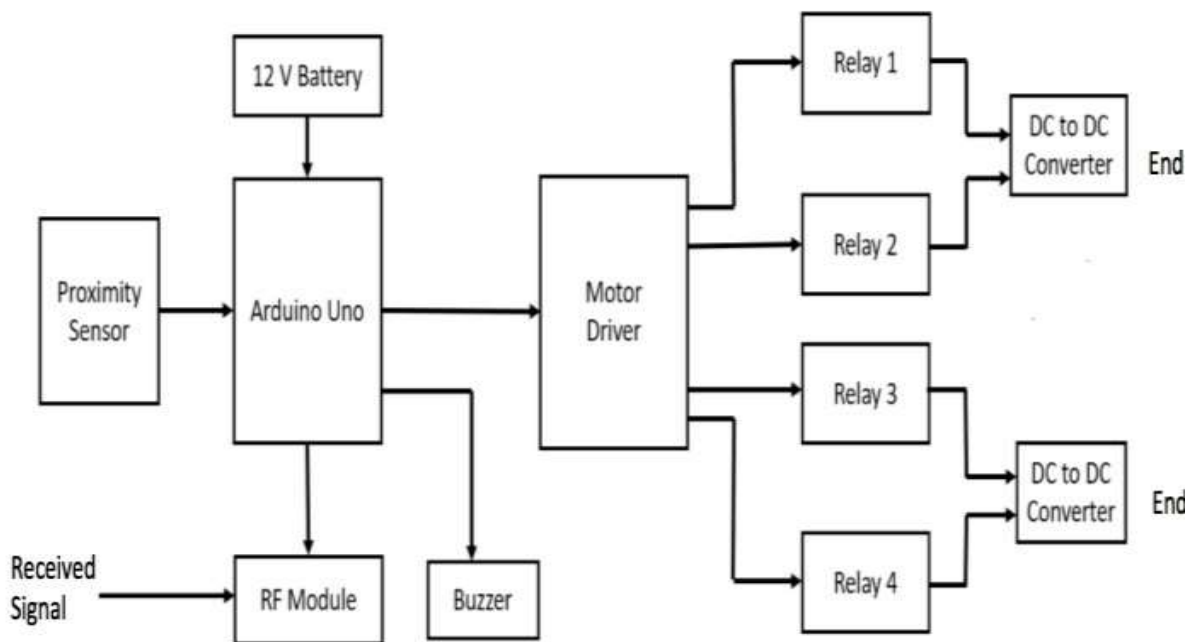 12 V Battery
Proximity
Sensor
Arduino Uno
Motor
Driver
Relay 1
Relay 2
DC to DC
Converter
End
Relay 3
Relay 4
DC to DC
Converter
End
Received
Signal
RF Module
Buzzer